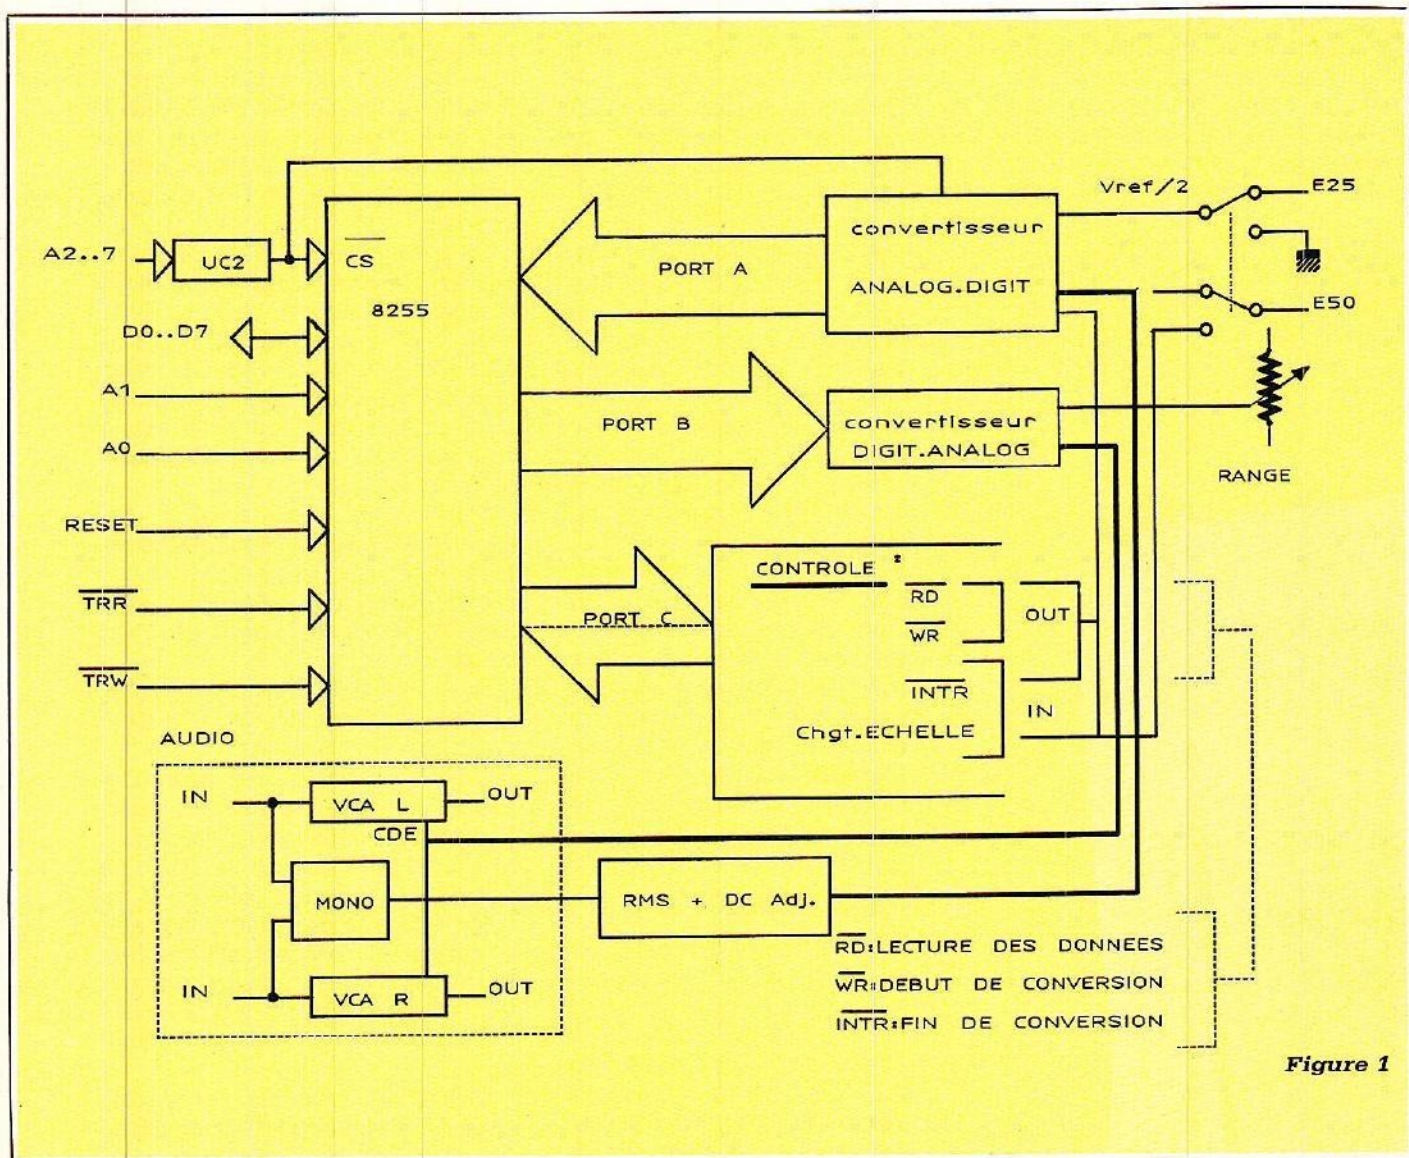 Vref/2
E25
A2..7
UC2
CS
8255
PORT A
convertisseur
ANALOG.DIGIT
E50
D0..D7
A1
A0
PORT B
convertisseur
DIGIT.ANALOG
RANGE
RESET
TRR
TRW
PORT C
CONTROLE :
RD
WR
OUT
INTR
IN
Chgt.ECHELLE
AUDIO
IN
VCA L
OUT
CDE
MONO
RMS + DC Adj.
IN
VCA R
OUT
RD:LECTURE DES DONNEES
WR:DEBUT DE CONVERSION
INTR:FIN DE CONVERSION
Figure 1